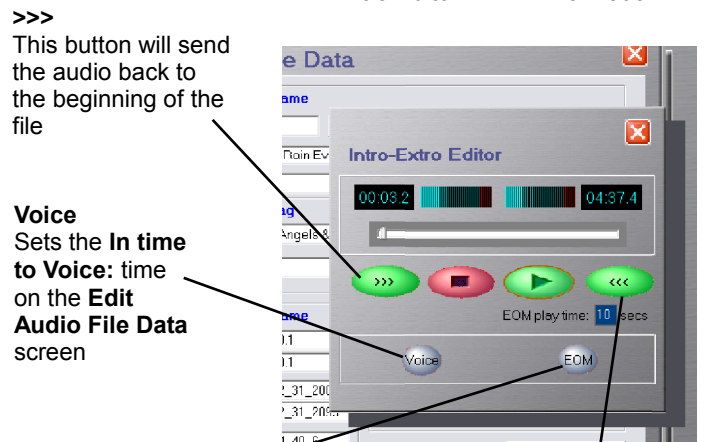 >>>
This button will send
the audio back to
the beginning of the
file
Voice
Sets the In time
to Voice: time
on the Edit
Audio File Data
screen
e Data
ame
Rain Ev
ag
Angels &
ame
0.1
0.1
2_31_200
2_31_209
Intro-Extro Editor
00:03.2
04:37.4
>>>
<<<
EOM play time: 10 secs
Voice
EOM